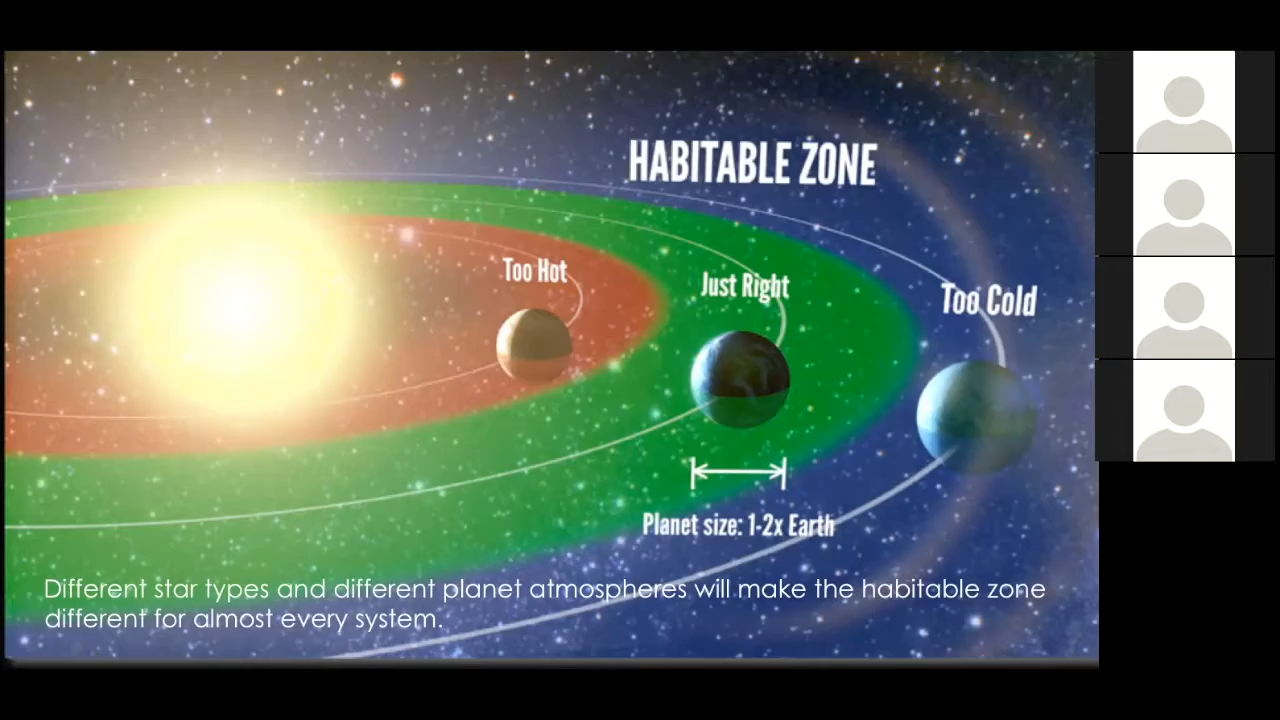 HABITABLE ZONE
Too Hot
Just Right
Too Cold
Planet size: 1-2x Earth
Different star types and different planet atmospheres will make the habitable zone
different for almost every system.